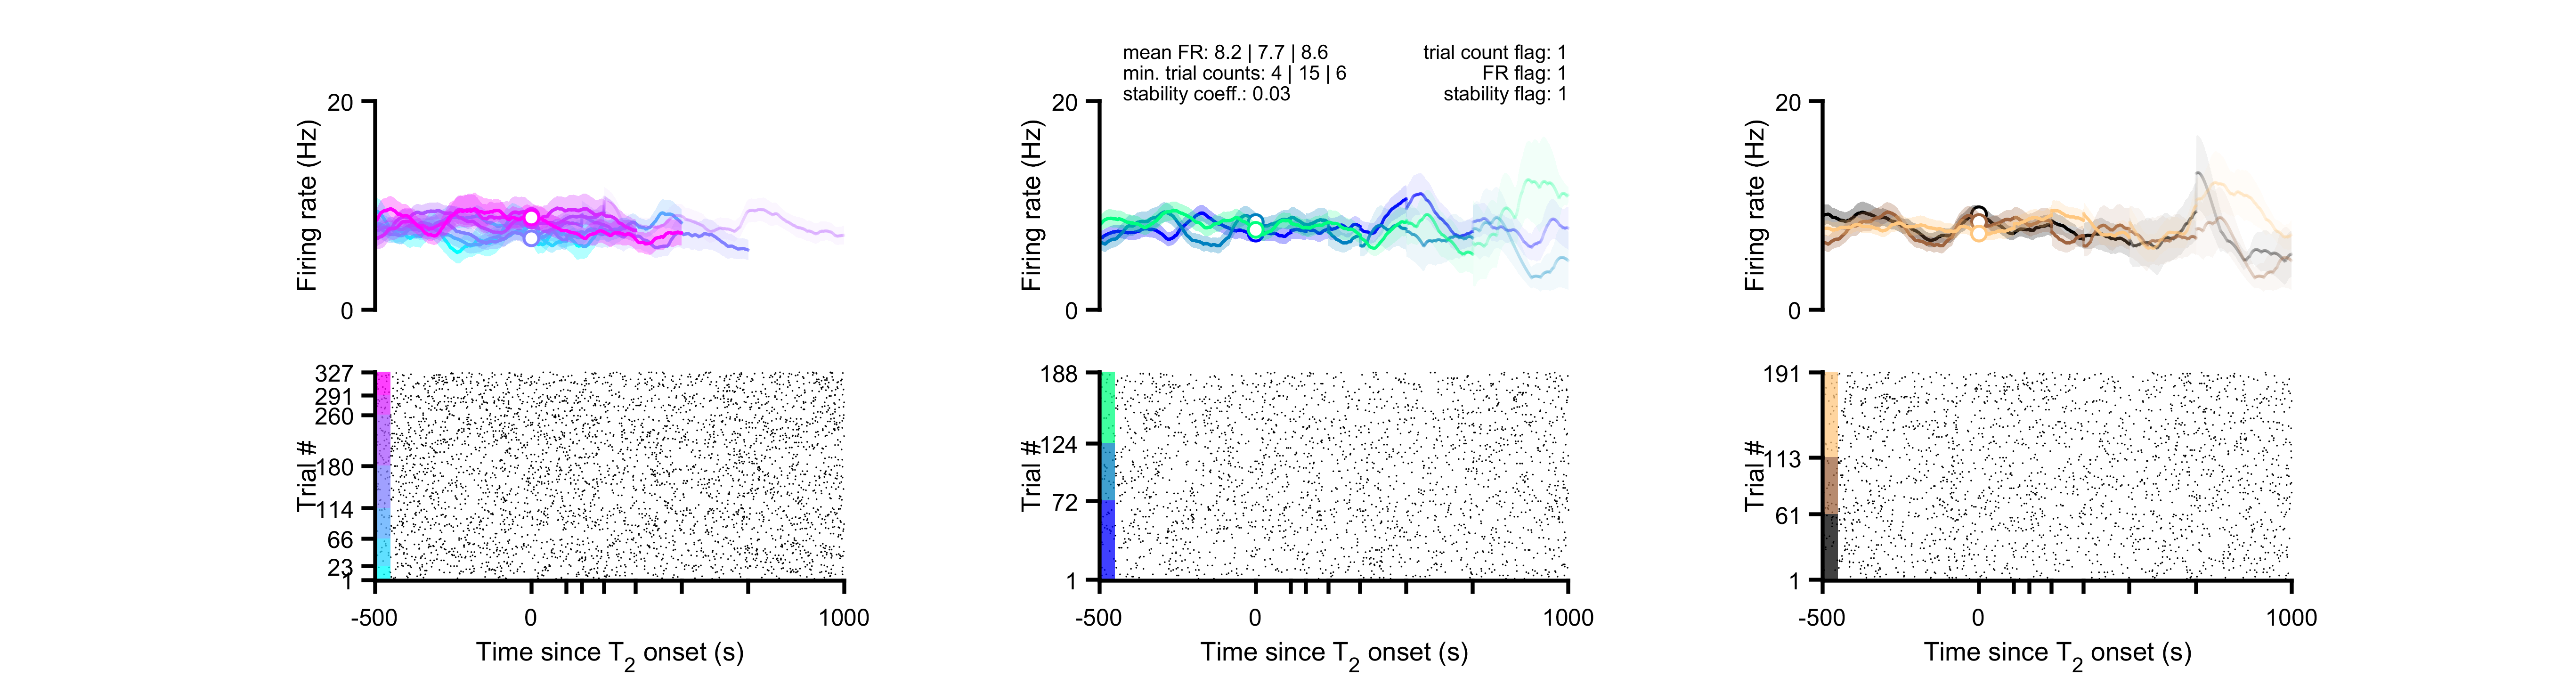 mean FR: 8.2 | 7.7 | 8.6
min. trial counts: 4 | 15 | 6
stability coeff.: 0.03
trial count flag: 1
FR flag: 1
stability flag: 1
20
Firing rate (Hz)
0
327
291
260
180
114
66
23
1
Trial #
-500
0
1000
Time since T2 onset (s)
20
Firing rate (Hz)
0
188
124
72
1
Trial #
-500
0
1000
Time since T2 onset (s)
20
Firing rate (Hz)
0
191
113
61
1
Trial #
-500
0
1000
Time since T2 onset (s)